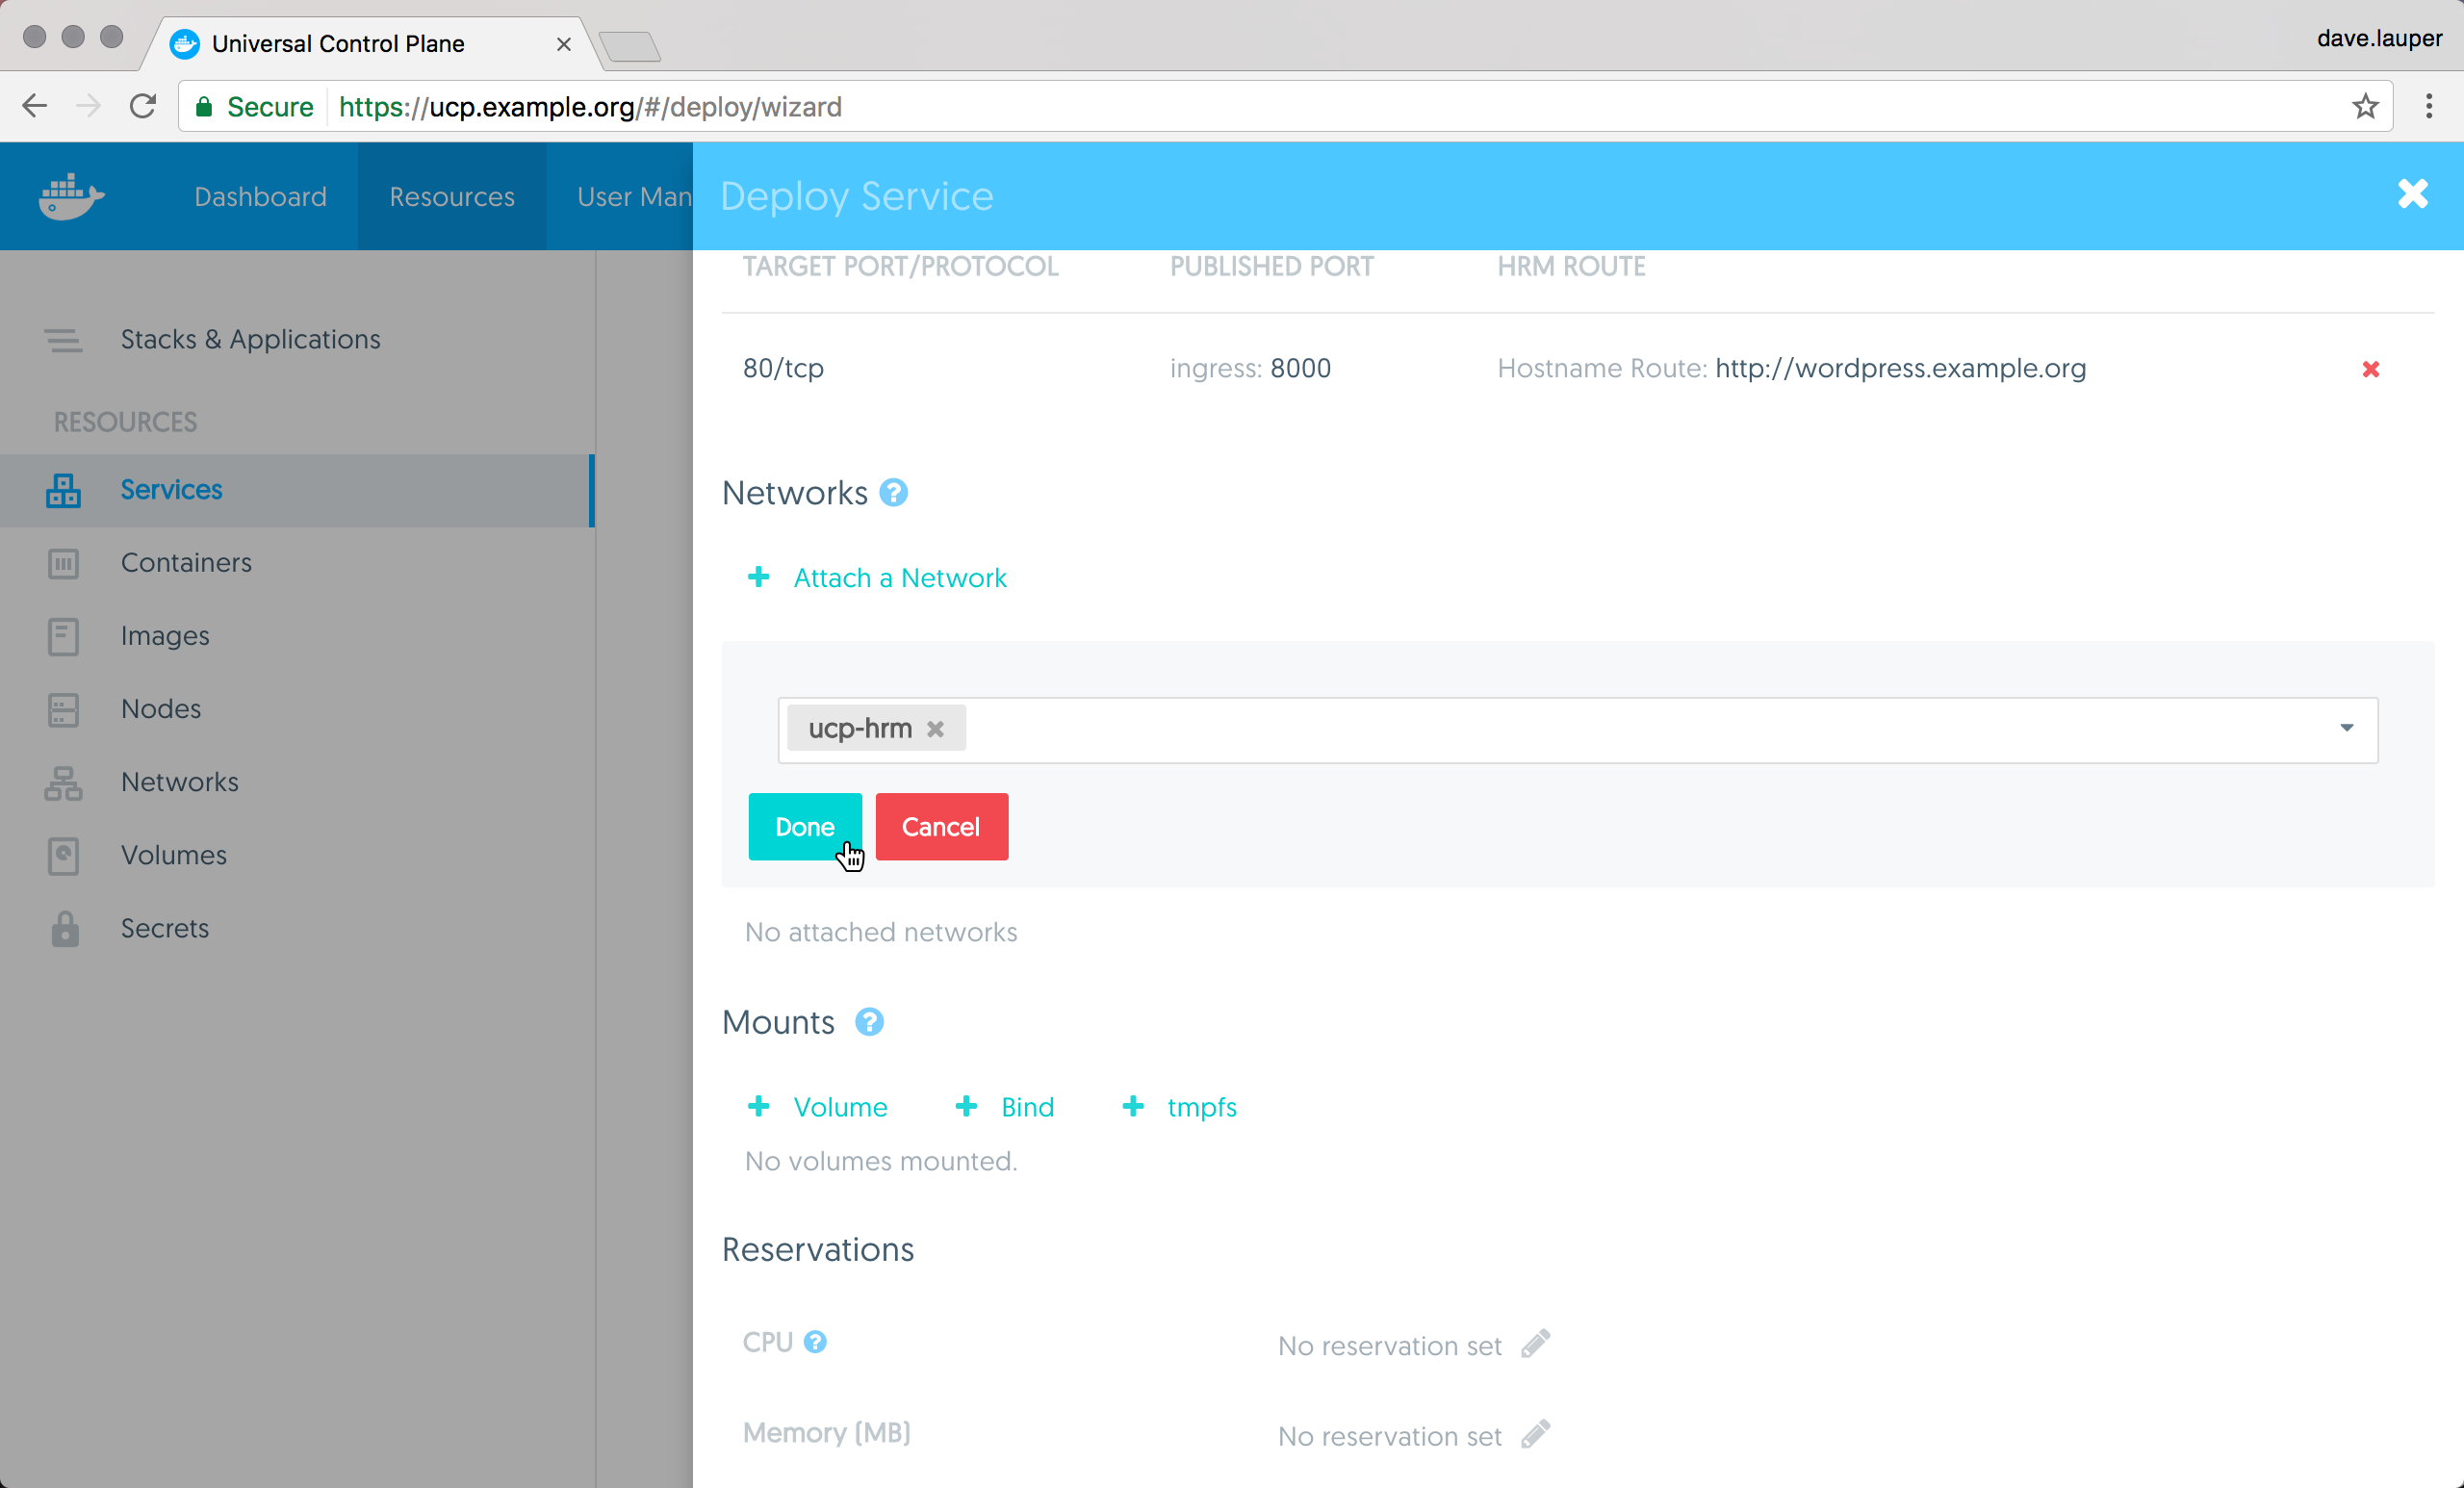 Universal Control Plane
dave.lauper
Secure https://ucp.example.org/#/deploy/wizard
Dashboard Resources User Man
Deploy Service
Stacks & Applications
RESOURCES
Services
Containers
Images
Nodes
Networks
Volumes
Secrets
TARGET PORT/PROTOCOL PUBLISHED PORT HRM ROUTE
80/tcp ingress: 8000 Hostname Route: http://wordpress.example.org
Networks ?
+ Attach a Network
ucp-hrm
Done Cancel
No attached networks
Mounts ?
+ Volume + Bind + tmpfs
No volumes mounted.
Reservations
CPU ? No reservation set
Memory (MB) No reservation set